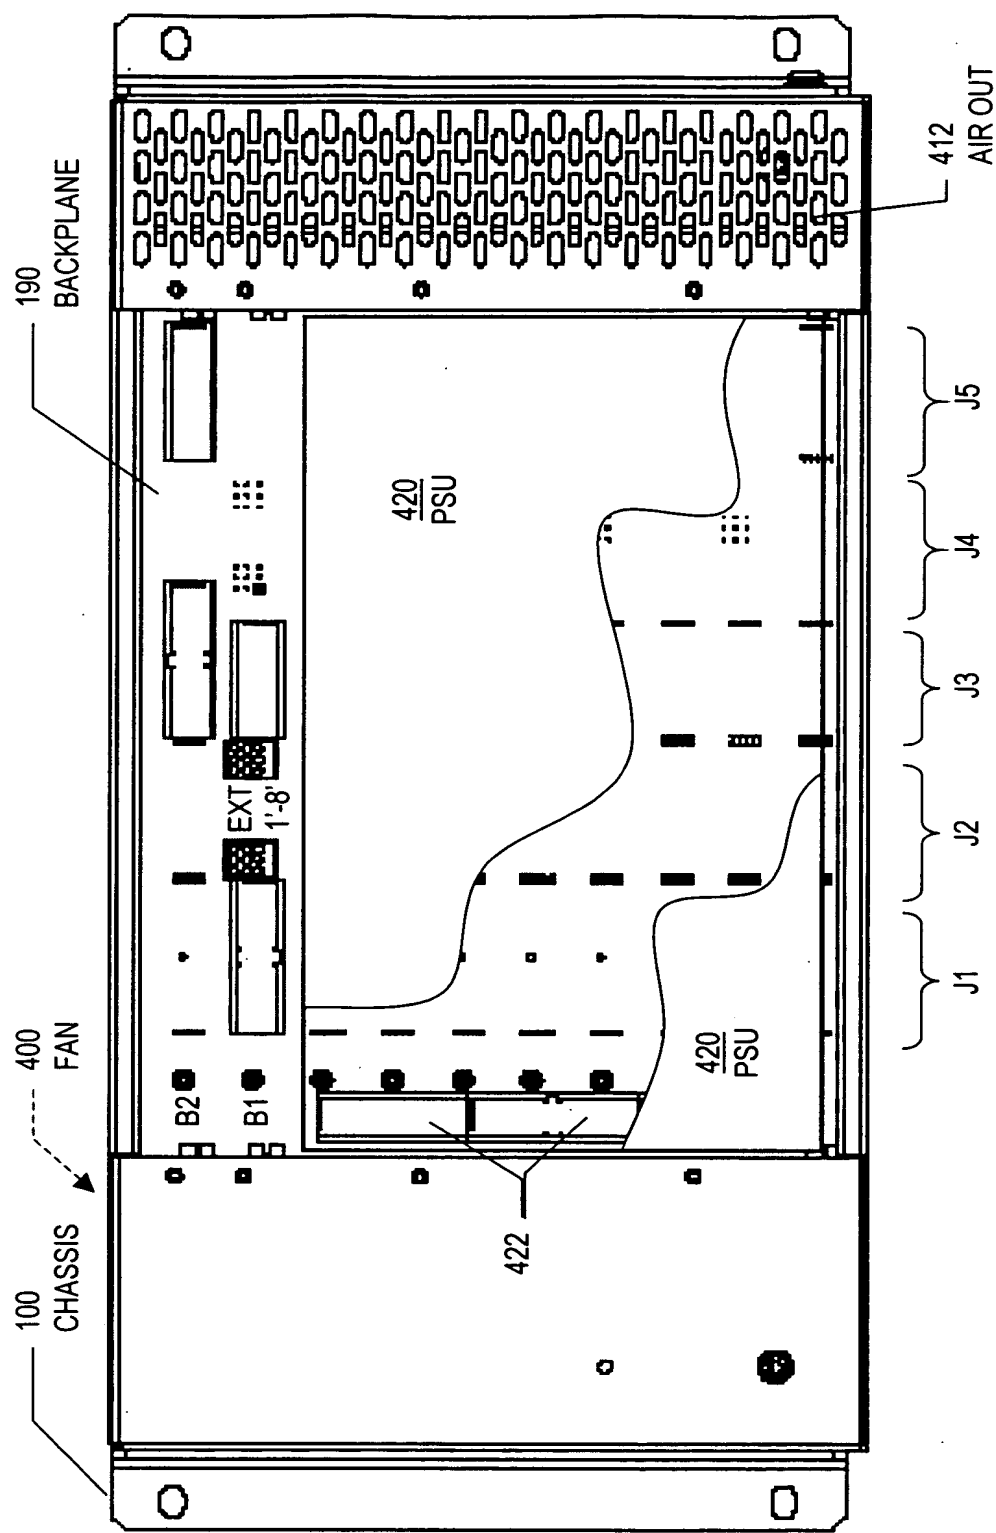 100
CHASSIS
400
FAN
190
BACKPLANE
B2
B1
EXT
1'-8'
420
PSU
420
PSU
422
J1
J2
J3
J4
J5
412
AIR OUT